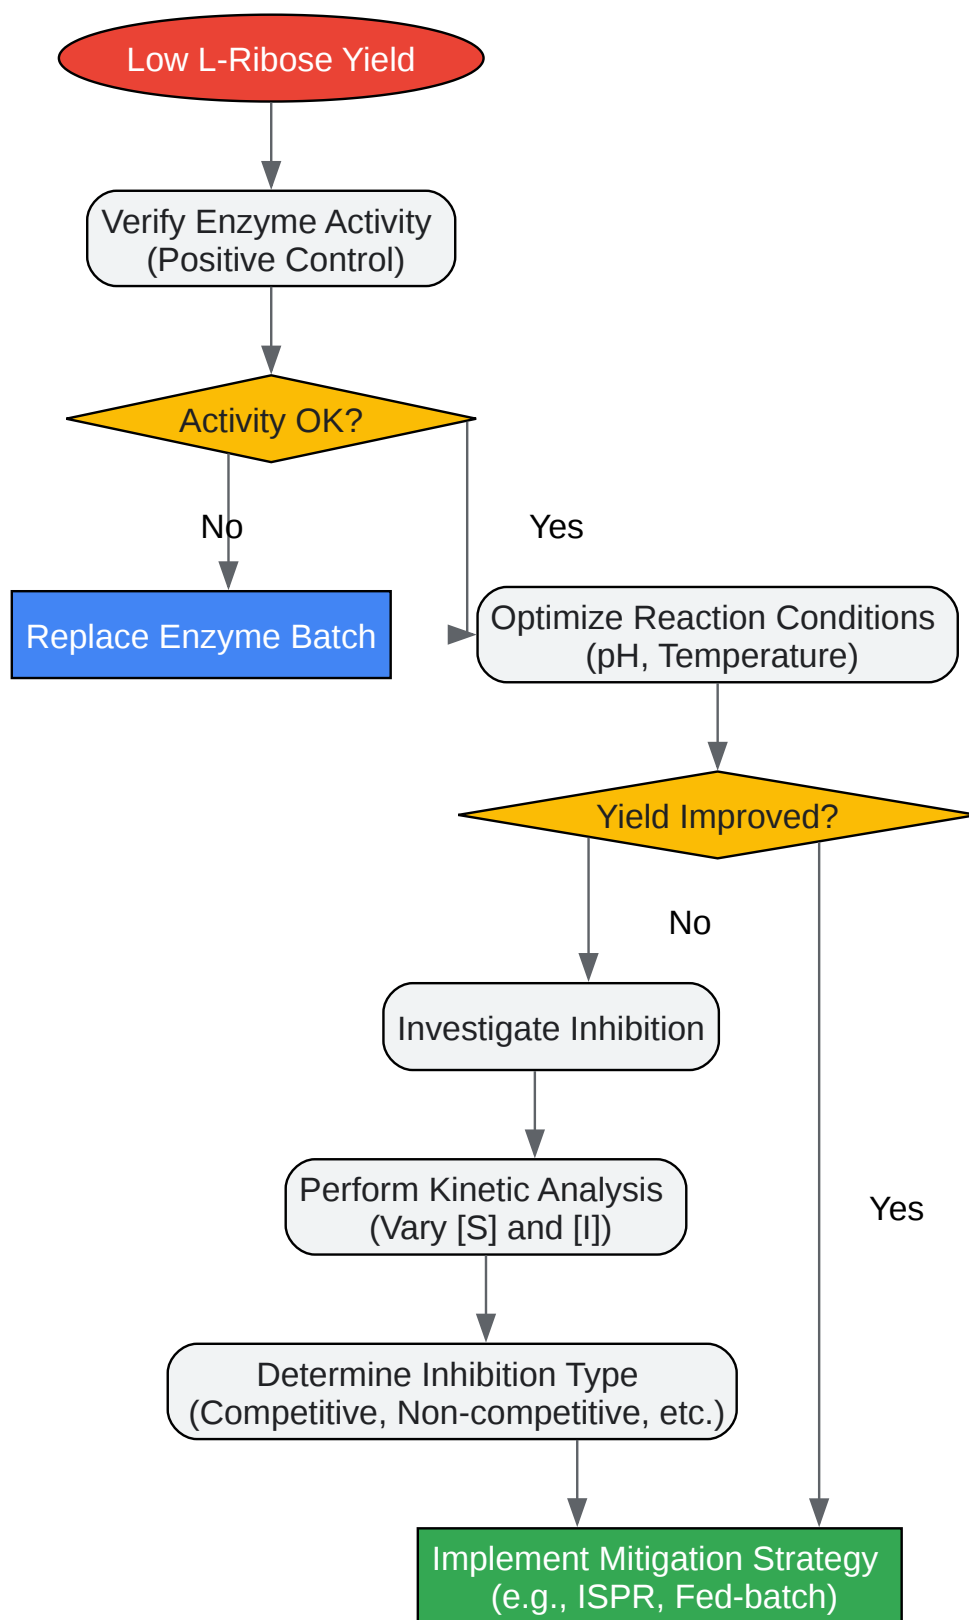 Low L-Ribose Yield
Verify Enzyme Activity
(Positive Control)
Activity OK?
No
Yes
Replace Enzyme Batch
Optimize Reaction Conditions
(pH, Temperature)
Yield Improved?
No
Investigate Inhibition
Perform Kinetic Analysis
(Vary [S] and [I])
Yes
Determine Inhibition Type
(Competitive, Non-competitive, etc.)
Implement Mitigation Strategy
(e.g., ISPR, Fed-batch)